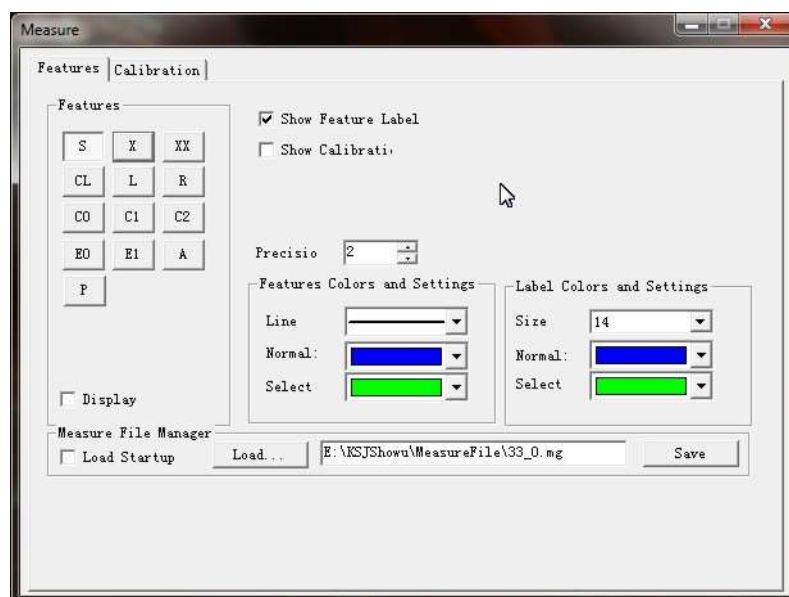 Measure
Features Calibration
Features
S X XX
CL L R
C0 C1 C2
E0 E1 A
P
Display
Show Feature Label
Show Calibrati
Precisio 2
Features Colors and Settings
Line
Normal:
Select
Label Colors and Settings
Size 14
Normal:
Select
Measure File Manager
Load Startup Load... E:\KSJShowu\MeasureFile\33_0.mg Save